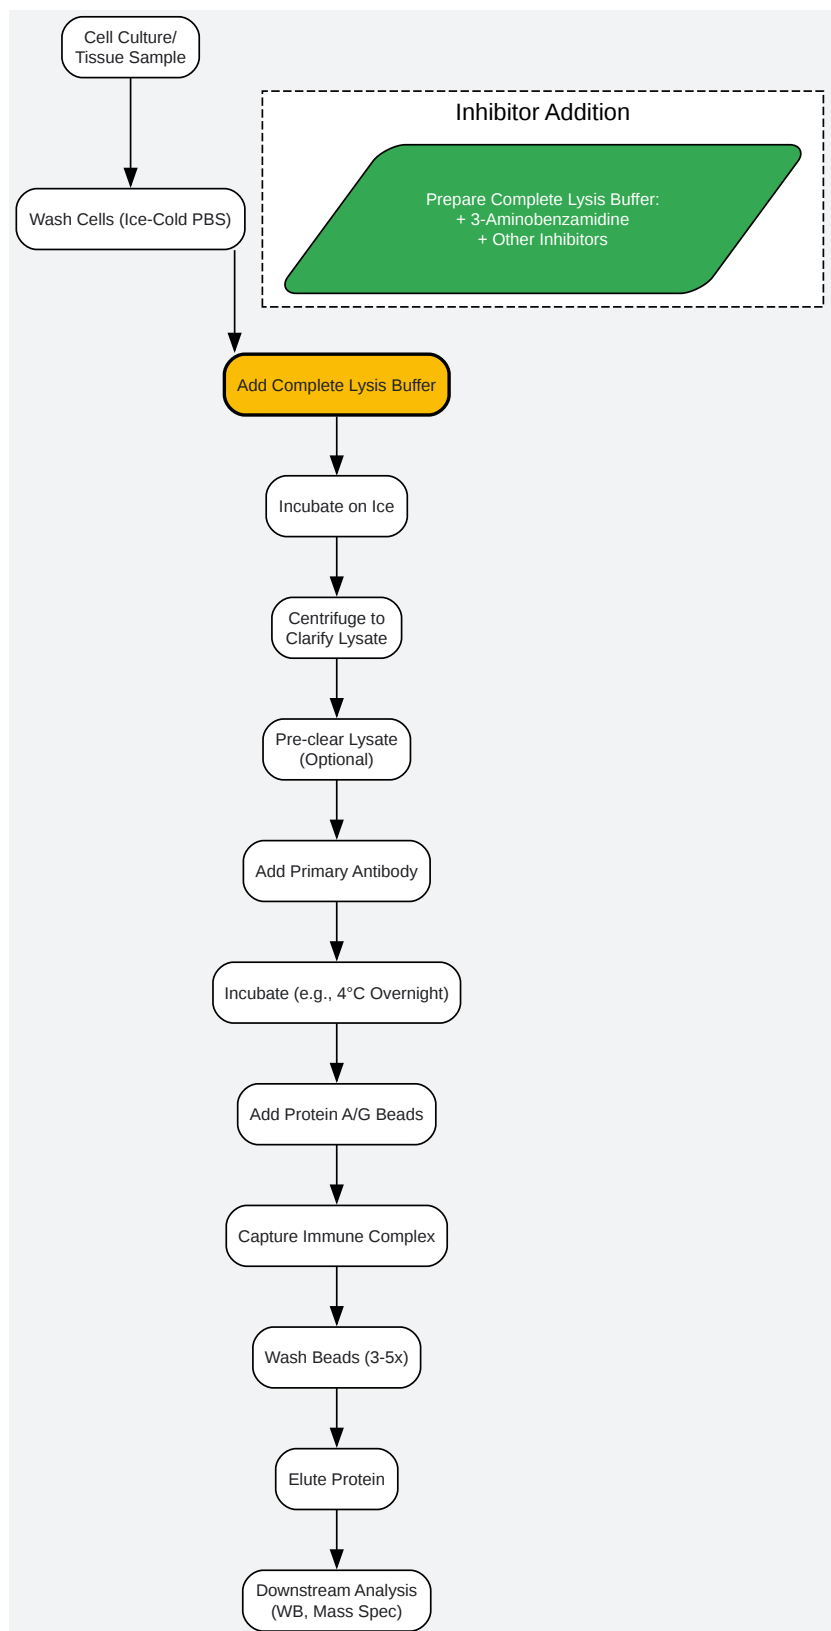 Cell Culture/
Tissue Sample
Inhibitor Addition
Prepare Complete Lysis Buffer:
+ 3-Aminobenzamidine
+ Other Inhibitors
Wash Cells (Ice-Cold PBS)
Add Complete Lysis Buffer
Incubate on Ice
Centrifuge to
Clarify Lysate
Pre-clear Lysate
(Optional)
Add Primary Antibody
Incubate (e.g., 4°C Overnight)
Add Protein A/G Beads
Capture Immune Complex
Wash Beads (3-5x)
Elute Protein
Downstream Analysis
(WB, Mass Spec)